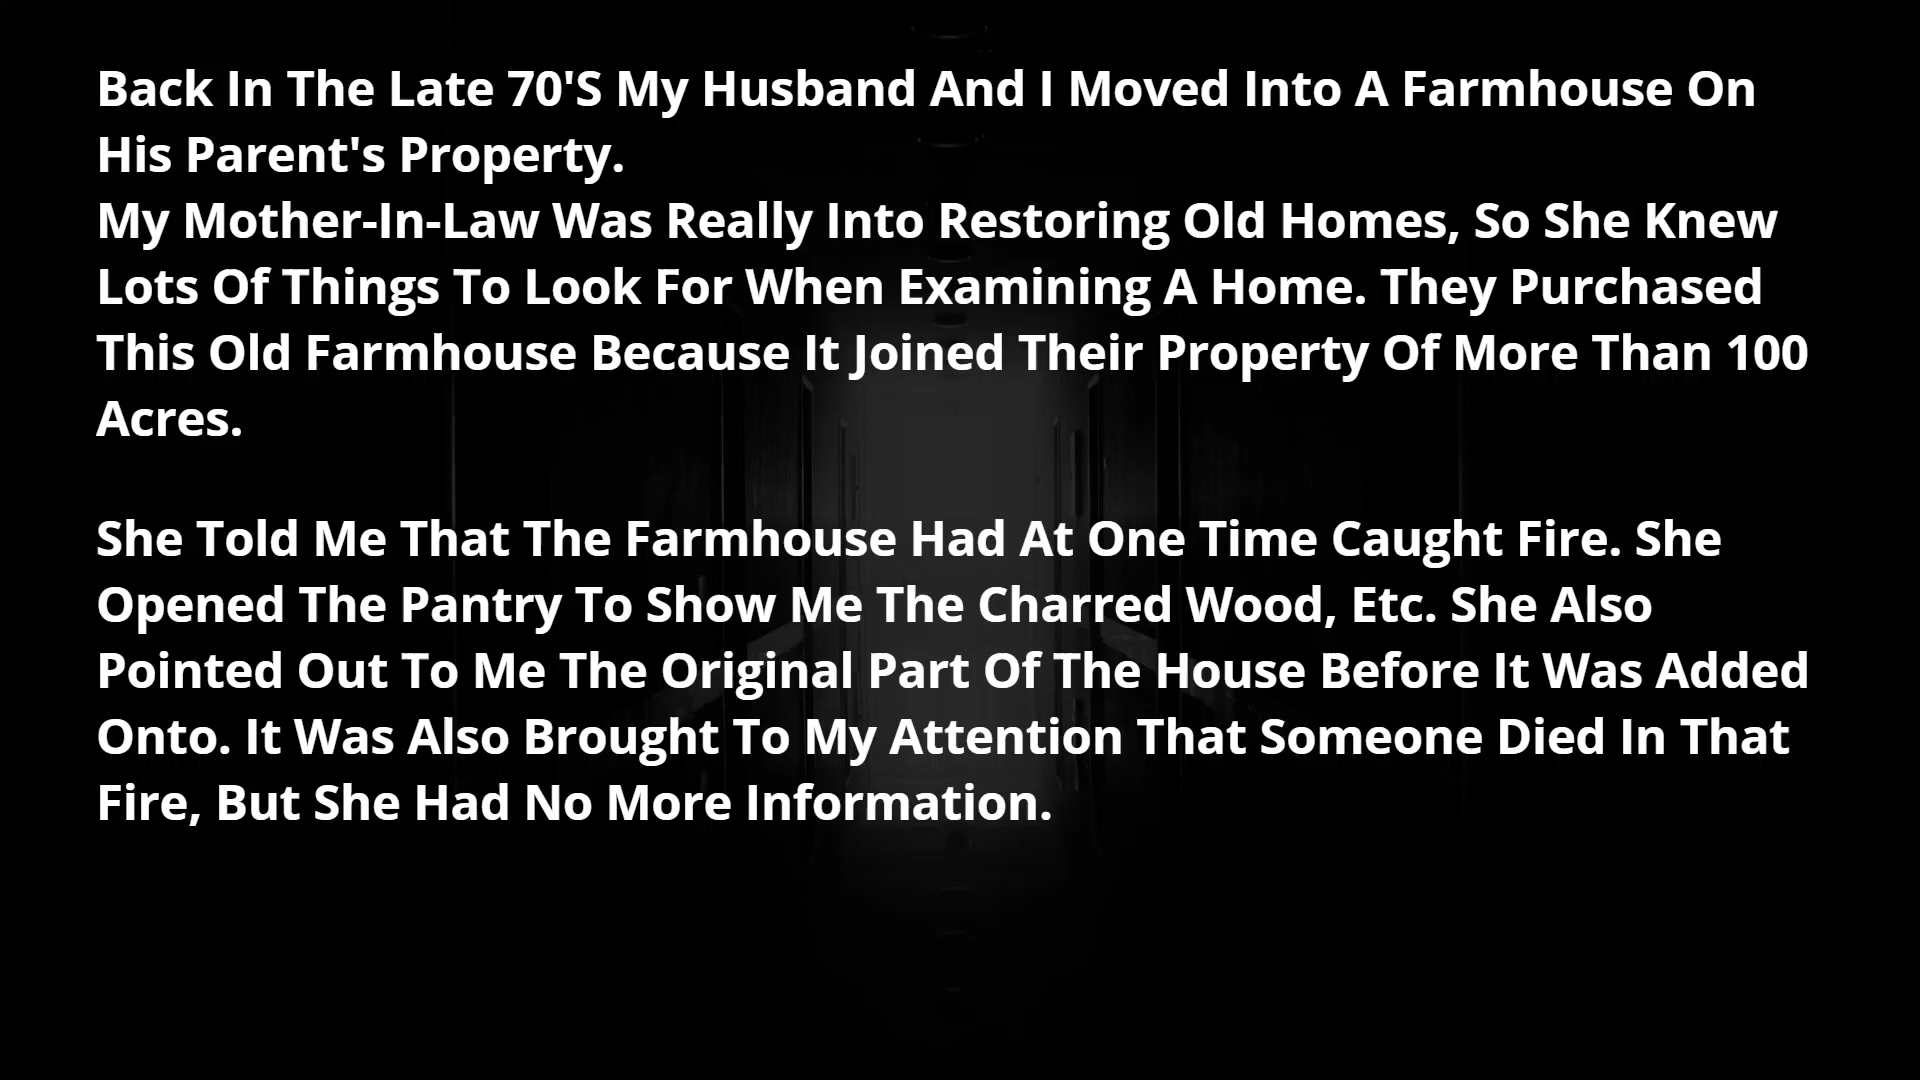 Back In The Late 70'S My Husband And I Moved Into A Farmhouse On
His Parent's Property.
My Mother-In-Law Was Really Into Restoring Old Homes, So She Knew
Lots Of Things To Look For When Examining A Home. They Purchased
This Old Farmhouse Because It Joined Their Property Of More Than 100
Acres.
She Told Me That The Farmhouse Had At One Time Caught Fire. She
Opened The Pantry To Show Me The Charred Wood, Etc. She Also
Pointed Out To Me The Original Part Of The House Before It Was Added
Onto. It Was Also Brought To My Attention That Someone Died In That
Fire, But She Had No More Information.